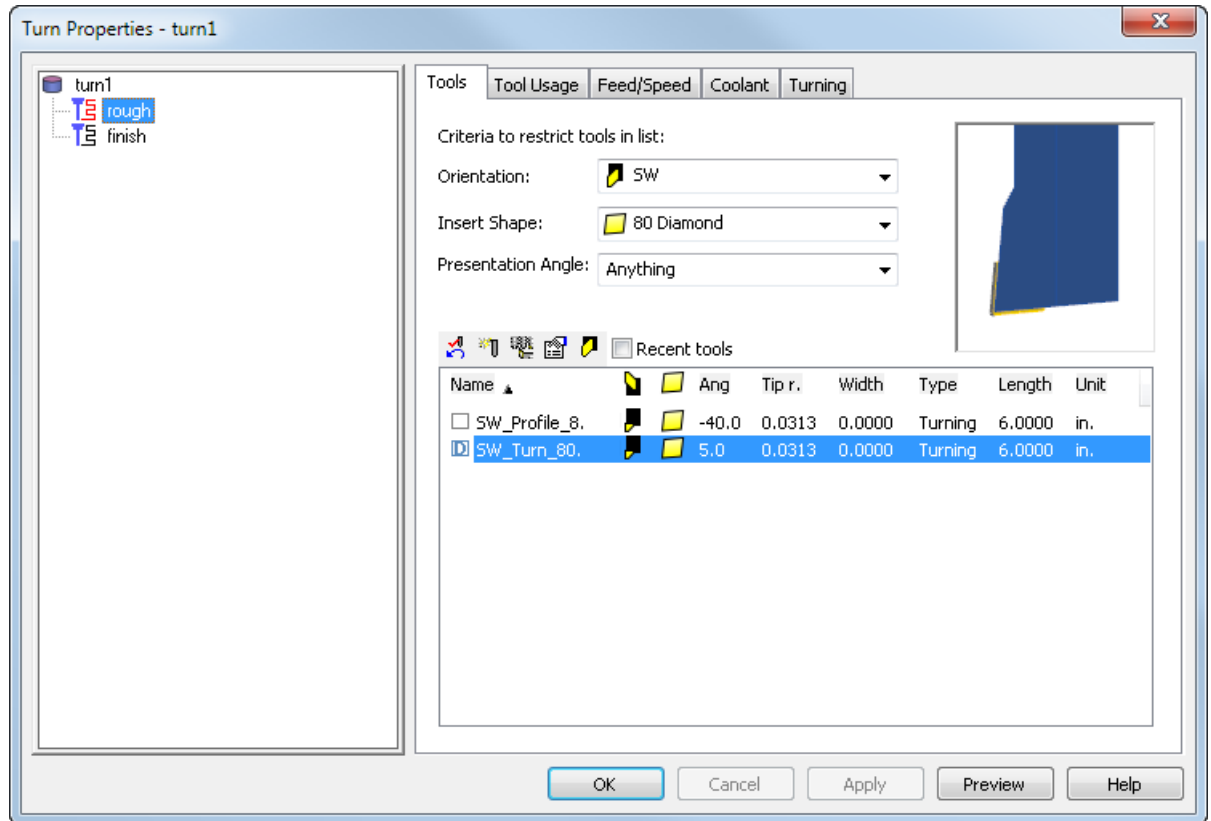 Turn Properties - turn1
turn1
rough
finish
Tools Tool Usage Feed/Speed Coolant Turning
Criteria to restrict tools in list:
Orientation: SW
Insert Shape: 80 Diamond
Presentation Angle: Anything
Recent tools
Name Ang Tip r. Width Type Length Unit
SW_Profile_8. -40.0 0.0313 0.0000 Turning 6.0000 in.
D SW_Turn_80. 5.0 0.0313 0.0000 Turning 6.0000 in.
OK Cancel Apply Preview Help